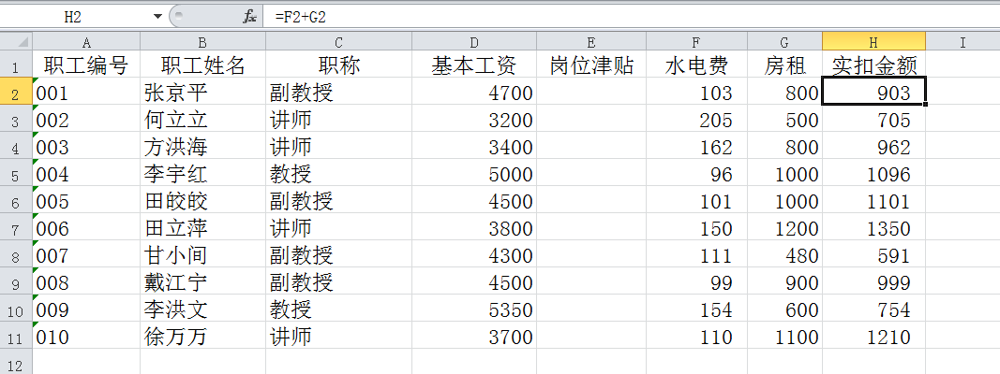 H2 fx =F2+G2
A B C D E F G H I
1 职工编号 职工姓名 职称 基本工资 岗位津贴 水电费 房租 实扣金额
2 001 张京平 副教授 4700 103 800 903
3 002 何立立 讲师 3200 205 500 705
4 003 方洪海 讲师 3400 162 800 962
5 004 李宇红 教授 5000 96 1000 1096
6 005 田皎皎 副教授 4500 101 1000 1101
7 006 田立萍 讲师 3800 150 1200 1350
8 007 甘小间 副教授 4300 111 480 591
9 008 戴江宁 副教授 4500 99 900 999
10 009 李洪文 教授 5350 154 600 754
11 010 徐万万 讲师 3700 110 1100 1210
12